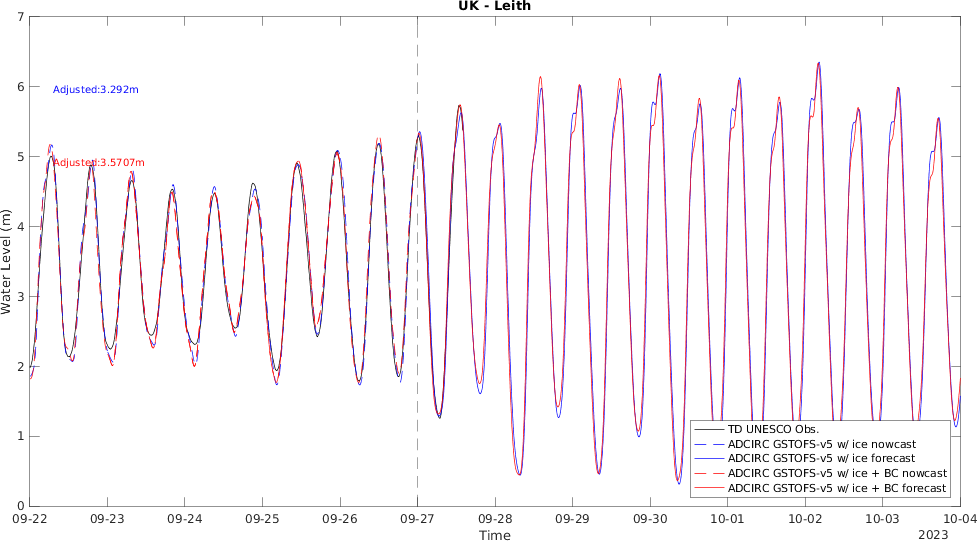 UK - Leith
7
6
5
4
3
2
1
0
Water Level (m)
Adjusted:3.292m
Adjusted:3.5707m
TD UNESCO Obs.
ADCIRC GSTOFS-v5 w/ ice nowcast
ADCIRC GSTOFS-v5 w/ ice forecast
ADCIRC GSTOFS-v5 w/ ice + BC nowcast
ADCIRC GSTOFS-v5 w/ ice + BC forecast
09-22 09-23 09-24 09-25 09-26 09-27 09-28 09-29 09-30 10-01 10-02 10-03 10-04
Time
2023